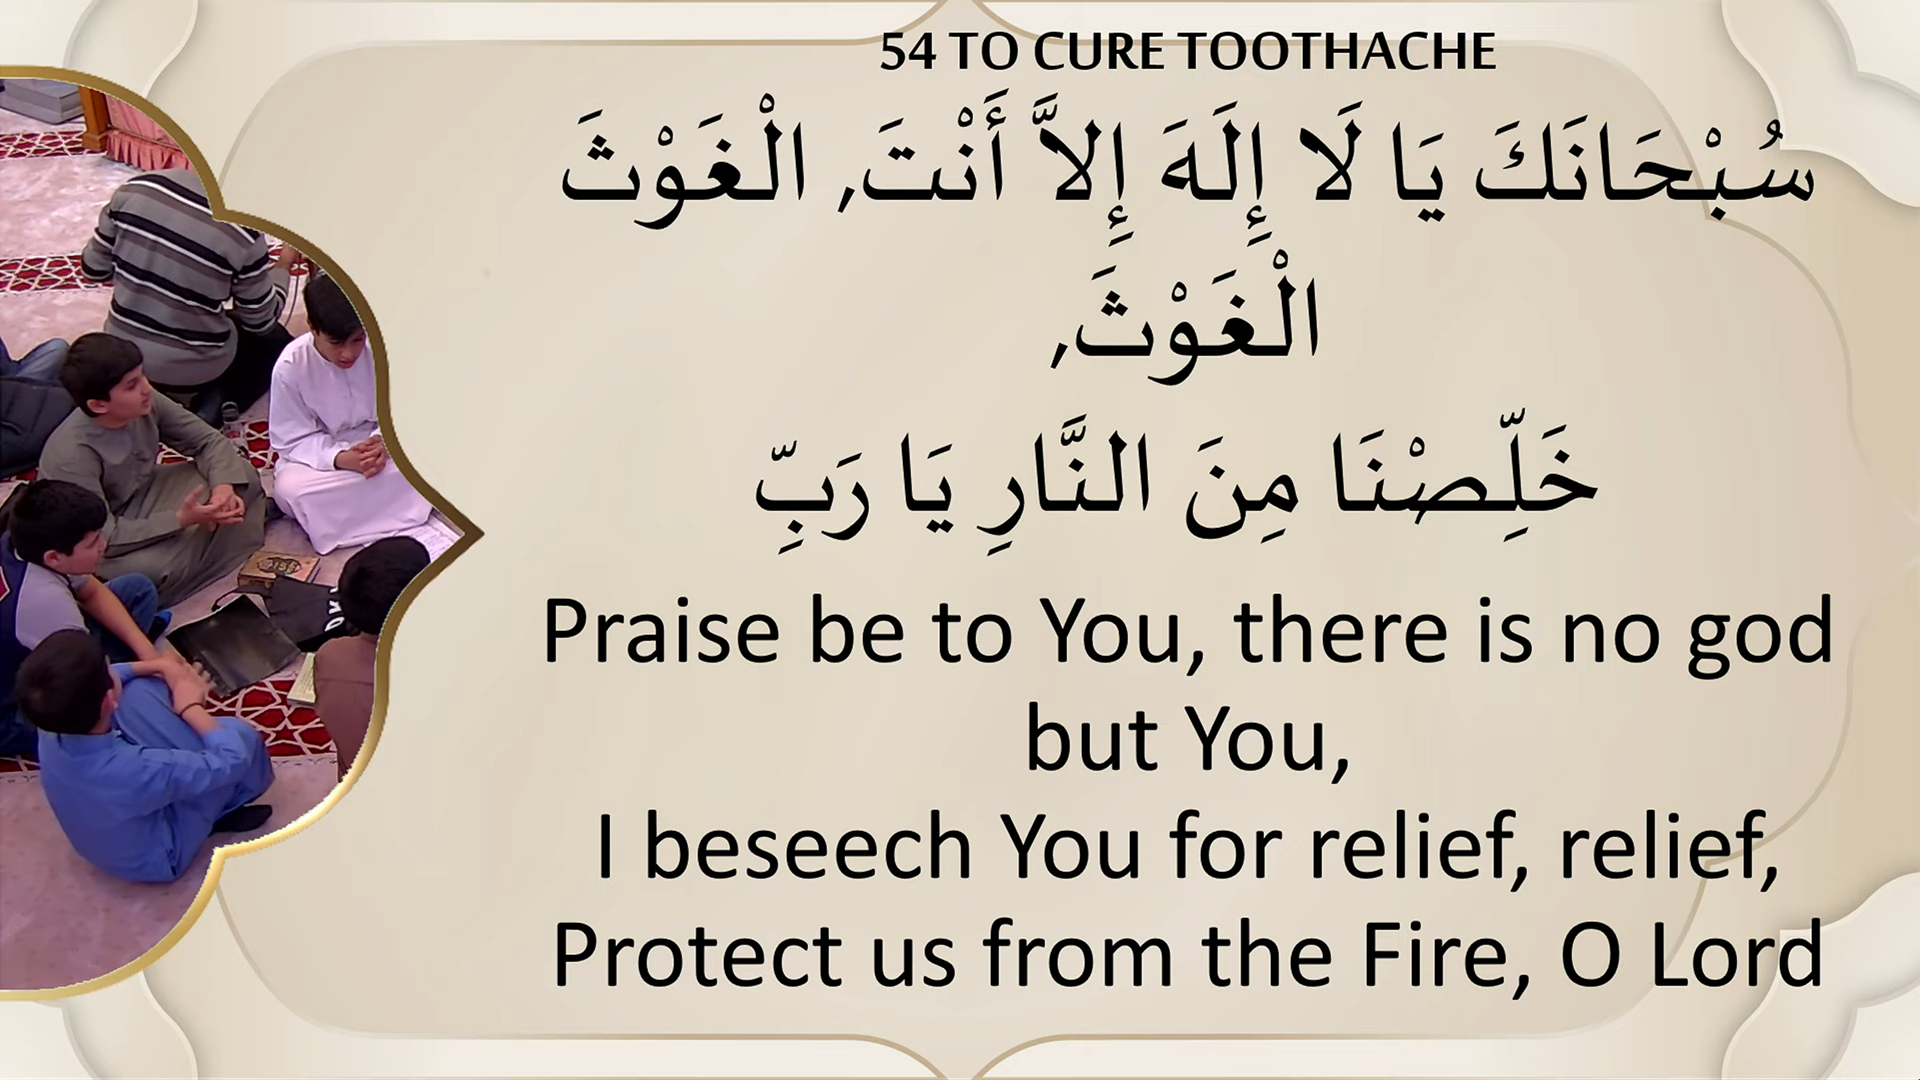 54 TO CURE TOOTHACHE
سُبْحَانَكَ يَا لَا إِلَهَ إِلاَّ أَنْتَ, الْغَوْثَ
الْغَوْثَ,
خَلِّصْنَا مِنَ النَّارِ يَا رَبِّ
Praise be to You, there is no god
but You,
I beseech You for relief, relief,
Protect us from the Fire, O Lord